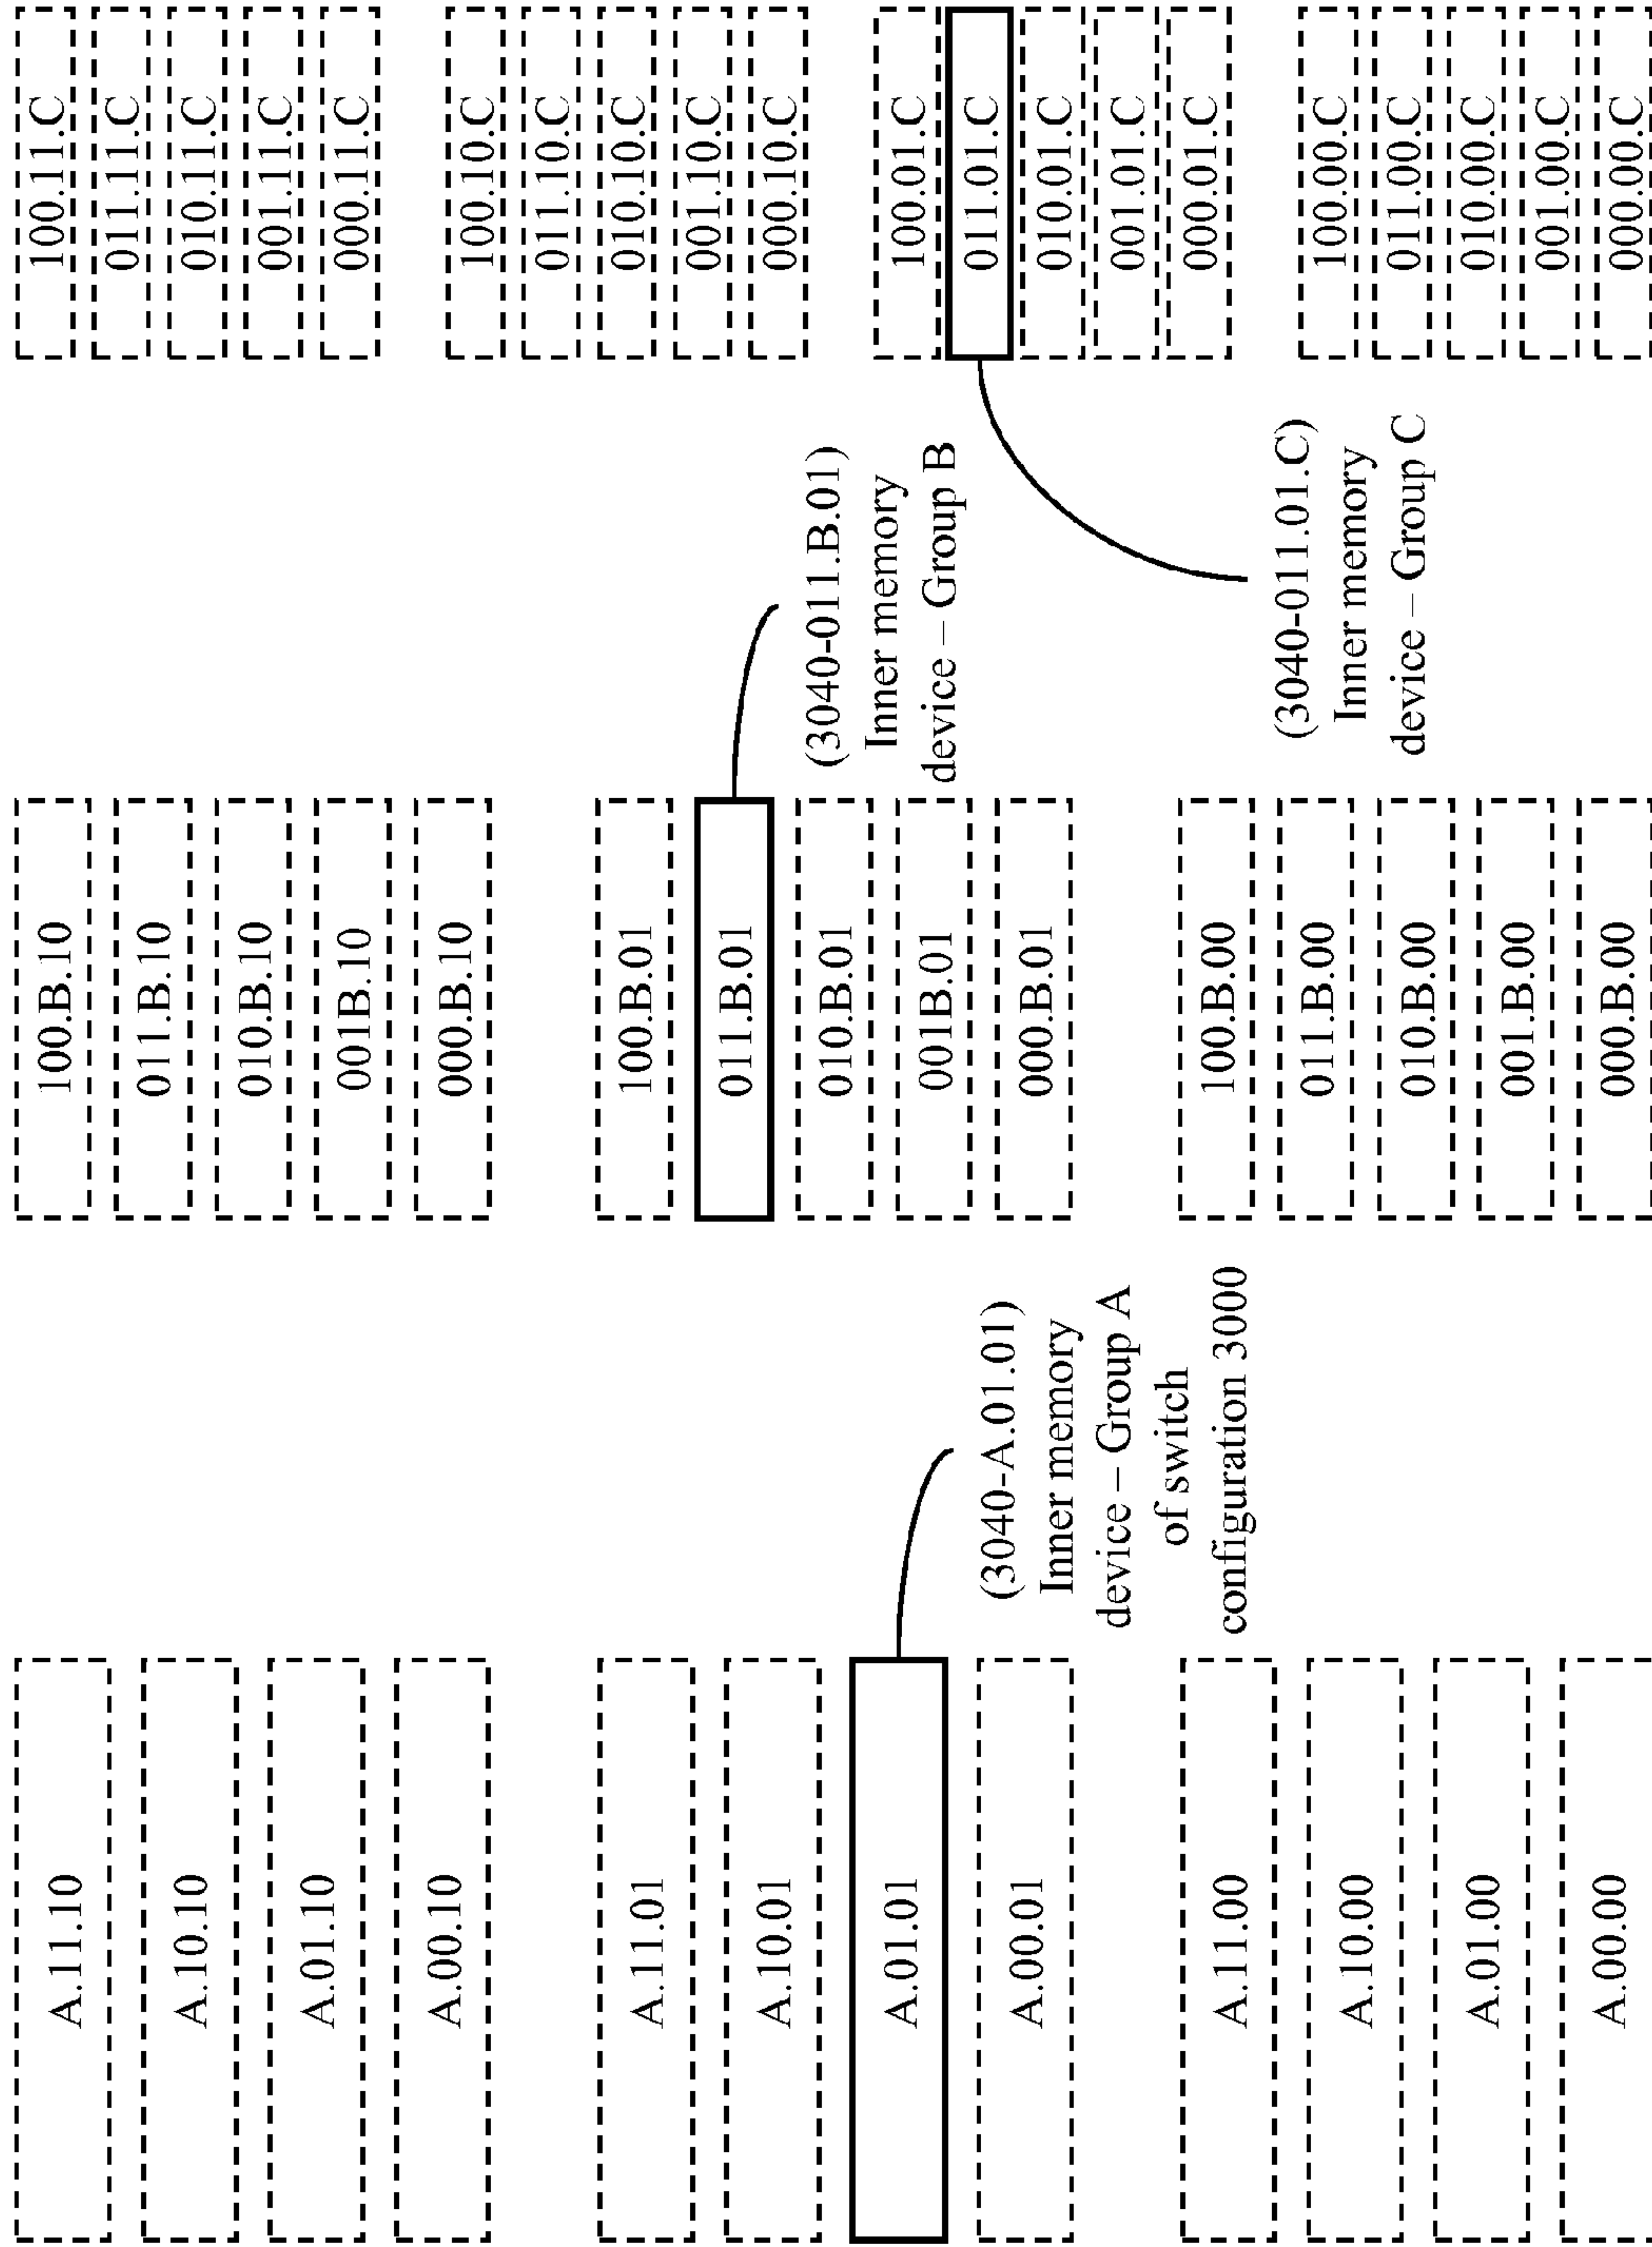 A.11.10
A.10.10
A.01.10
A.00.10
A.11.01
A.10.01
A.01.01
A.00.01
A.11.00
A.10.00
A.01.00
A.00.00
(3040-A.01.01)
Inner memory
device – Group A
of switch
configuration 3000
100.B.10
011.B.10
010.B.10
001B.10
000.B.10
100.B.01
011.B.01
010.B.01
001B.01
000.B.01
100.B.00
011.B.00
010.B.00
001.B.00
000.B.00
(3040-011.B.01)
Inner memory
device – Group B
(3040-011.01.C)
Inner memory
device – Group C
100.11.C
011.11.C
010.11.C
001.11.C
000.11.C
100.10.C
011.10.C
010.10.C
001.10.C
000.10.C
100.01.C
011.01.C
010.01.C
001.01.C
000.01.C
100.00.C
011.00.C
010.00.C
001.00.C
000.00.C